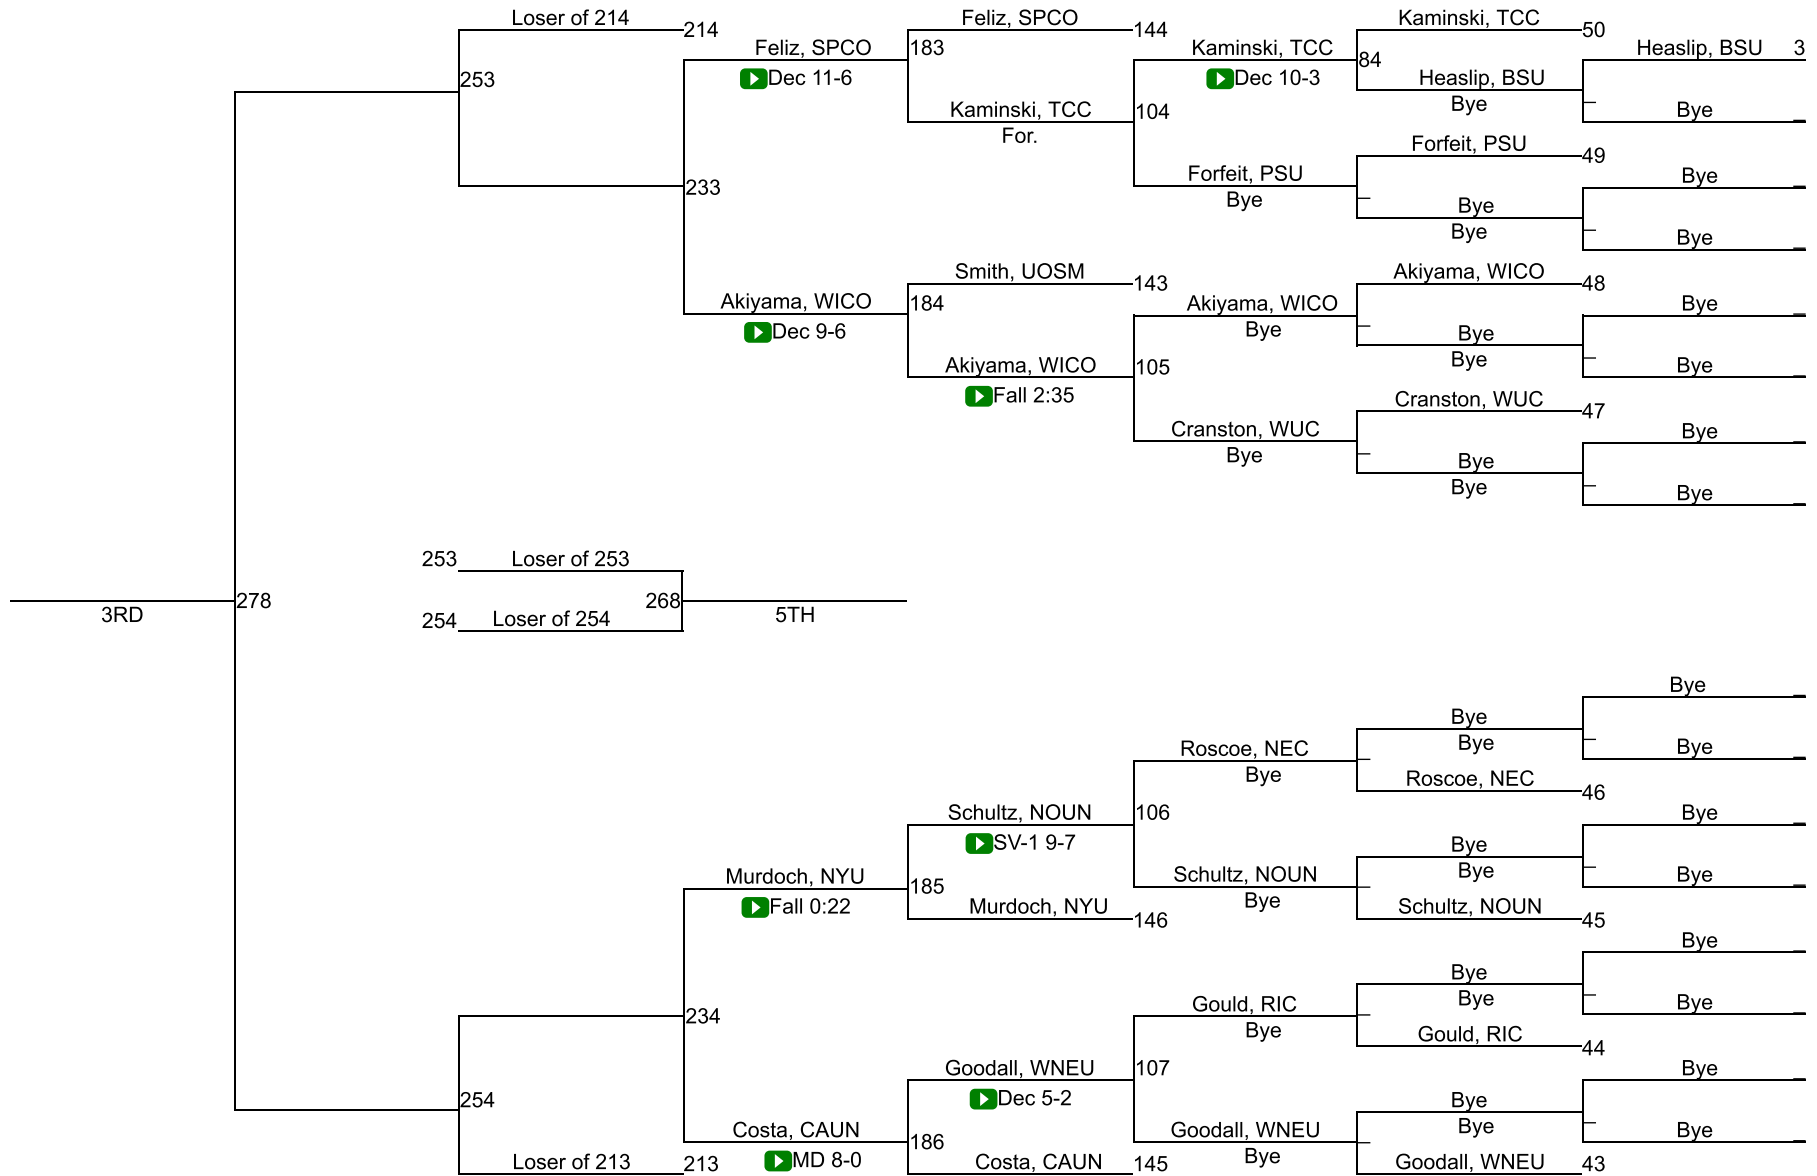 Loser of 214
214
Feliz, SPCO
144
Kaminski, TCC
50
Heaslip, BSU 3
Feliz, SPCO
183
Kaminski, TCC
84
Dec 11-6
Dec 10-3
Heaslip, BSU
Bye
253
Kaminski, TCC
For.
104
Bye
Forfeit, PSU
49
Forfeit, PSU
Bye
Bye
233
Bye
Bye
Bye
Smith, UOSM
143
Akiyama, WICO
48
Akiyama, WICO
184
Akiyama, WICO
Bye
Bye
Dec 9-6
Bye
Bye
Akiyama, WICO
105
Bye
Fall 2:35
Cranston, WUC
47
Cranston, WUC
Bye
Bye
Bye
Bye
Bye
253
Loser of 253
3RD
278
268
5TH
254
Loser of 254
Bye
Bye
Bye
Roscoe, NEC
Bye
Bye
Roscoe, NEC
46
Schultz, NOUN
106
Bye
SV-1 9-7
Bye
Bye
Murdoch, NYU
185
Schultz, NOUN
Bye
Bye
Fall 0:22
Murdoch, NYU
146
Schultz, NOUN
45
Bye
Bye
Bye
234
Gould, RIC
Bye
Bye
Gould, RIC
44
Goodall, WNEU
107
Bye
254
Dec 5-2
Bye
Bye
Costa, CAUN
186
Goodall, WNEU
Bye
Bye
Loser of 213
213
MD 8-0
Costa, CAUN
145
Goodall, WNEU
43